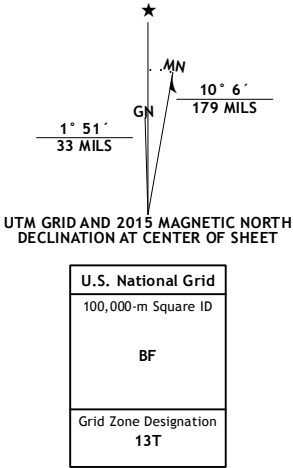 MN
GN
10° 6´
179 MILS
1° 51´
33 MILS
UTM GRID AND 2015 MAGNETIC NORTH
DECLINATION AT CENTER OF SHEET
U.S. National Grid
100,000-m Square ID
BF
Grid Zone Designation
13T